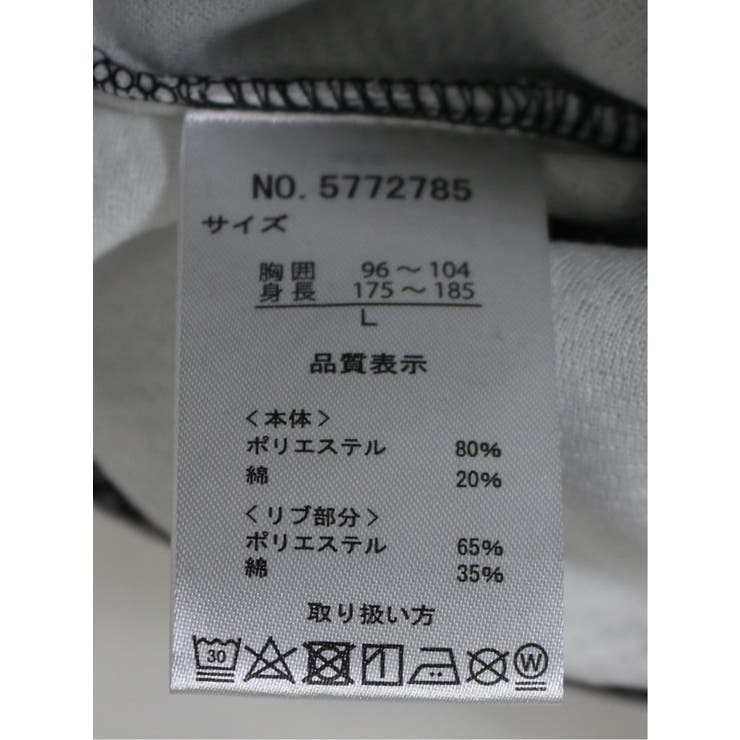 NO. 5772785
サイズ
胸囲 96～104
身長 175～185
L
品質表示
＜本体＞
ポリエステル 80%
綿 20%
＜リブ部分＞
ポリエステル 65%
綿 35%
取り扱い方
30 W